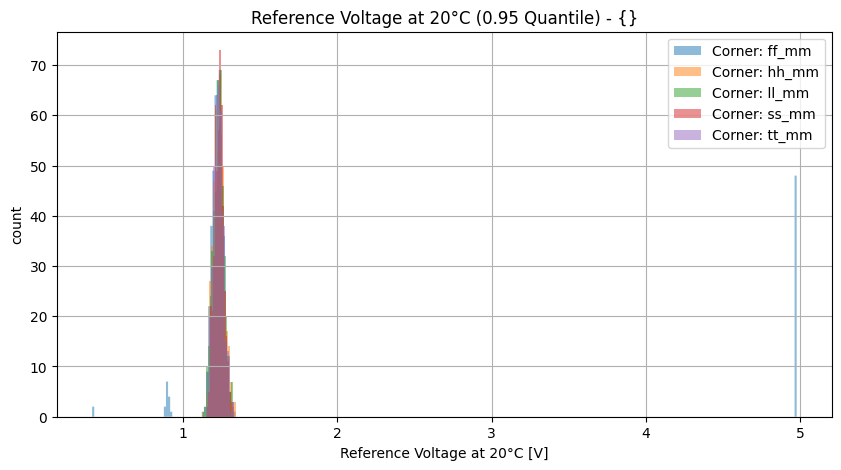 Reference Voltage at 20°C (0.95 Quantile) - {}
Corner: ff_mm
Corner: hh_mm
Corner: ll_mm
Corner: ss_mm
Corner: tt_mm
count
70
60
50
40
30
20
10
0
1
2
3
4
5
Reference Voltage at 20°C [V]